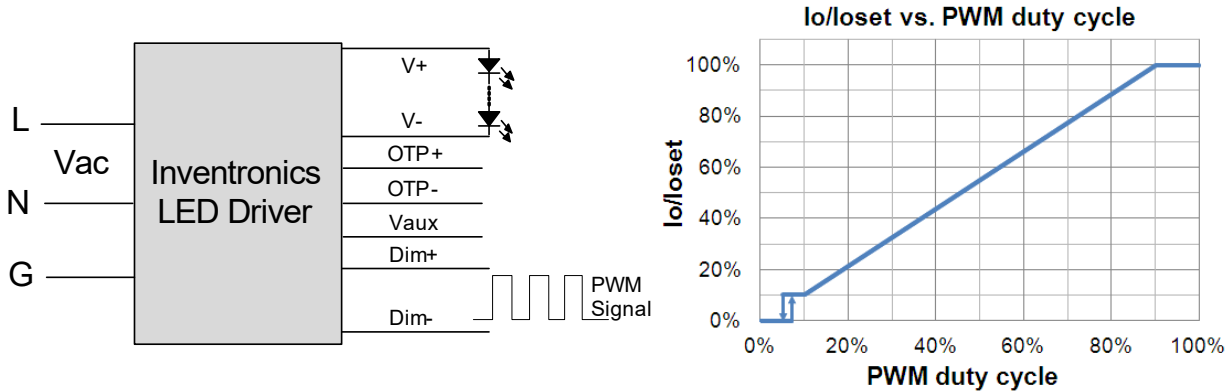 L
Vac
N
G
Inventronics
LED Driver
V+
V-
OTP+
OTP-
Vaux
Dim+
Dim-
PWM
Signal
Io/Ioset vs. PWM duty cycle
Io/Ioset
100%
80%
60%
40%
20%
0%
0%
20%
40%
60%
80%
100%
PWM duty cycle